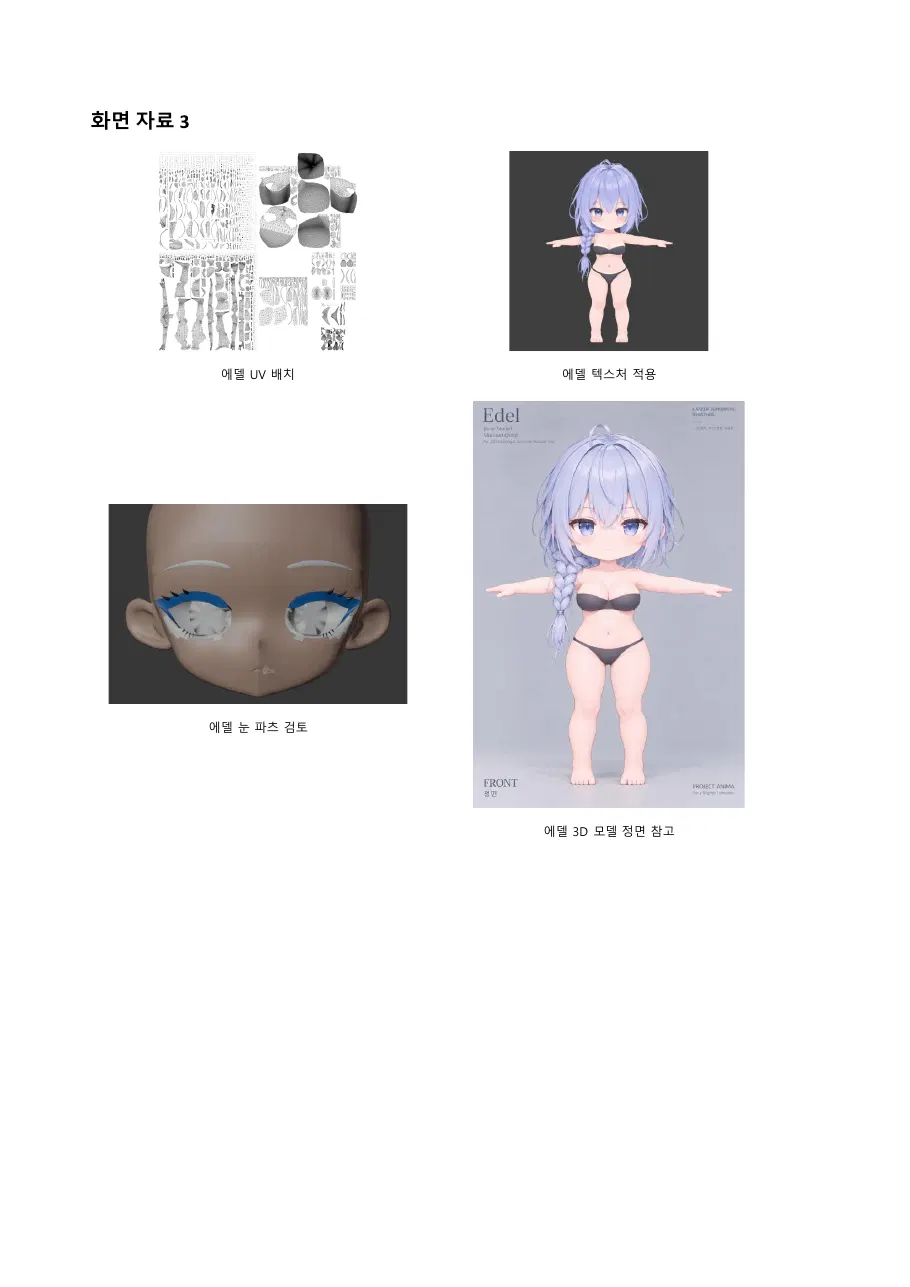 화면 자료 3
에델 UV 배치
에델 텍스처 적용
Edel
FRONT
정면
PROJECT ANIMA
에델 눈 파츠 검토
에델 3D 모델 정면 참고